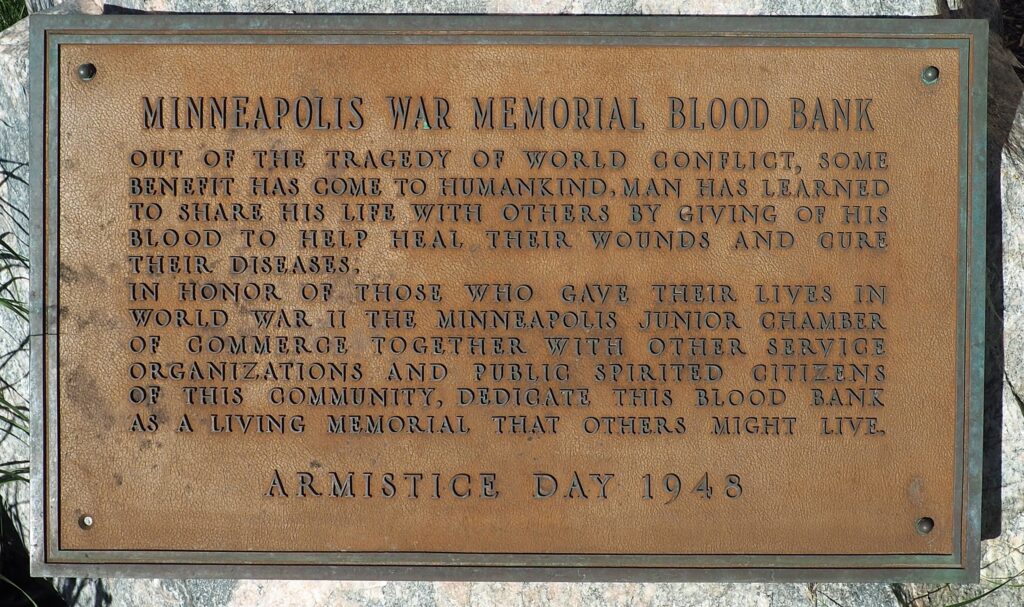 MINNEAPOLIS WAR MEMORIAL BLOOD BANK
OUT OF THE TRAGEDY OF WORLD CONFLICT, SOME
BENEFIT HAS COME TO HUMANKIND. MAN HAS LEARNED
TO SHARE HIS LIFE WITH OTHERS BY GIVING OF HIS
BLOOD TO HELP HEAL THEIR WOUNDS AND CURE
THEIR DISEASES.
IN HONOR OF THOSE WHO GAVE THEIR LIVES IN
WORLD WAR II THE MINNEAPOLIS JUNIOR CHAMBER
OF COMMERCE TOGETHER WITH OTHER SERVICE
ORGANIZATIONS AND PUBLIC SPIRITED CITIZENS
OF THIS COMMUNITY, DEDICATE THIS BLOOD BANK
AS A LIVING MEMORIAL THAT OTHERS MIGHT LIVE.
ARMISTICE DAY 1948